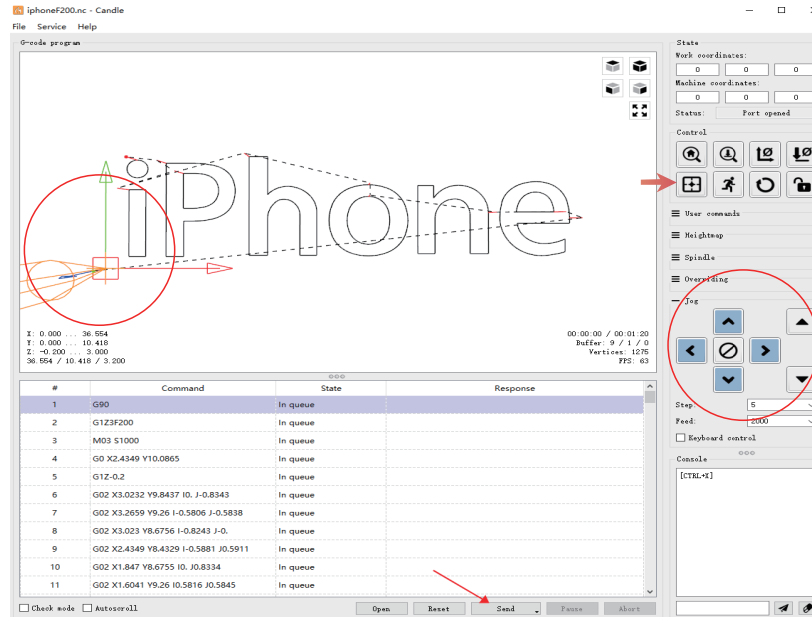 iphoneF200.nc - Candle
File Service Help
G-code program
iPhone
X: 0.000 ... 36.554
Y: 0.000 ... 10.418
Z: -0.200 ... 3.000
36.554 / 10.418 / 3.200
00:00:00 / 00:01:20
Buffer: 9 / 1 / 0
Vertices: 1275
FPS: 63
# Command State Response
1 G90 In queue
2 G1Z3F200 In queue
3 M03 S1000 In queue
4 G0 X2.4349 Y10.0865 In queue
5 G1Z-0.2 In queue
6 G02 X3.0232 Y9.8437 I0. J-0.8343 In queue
7 G02 X3.2659 Y9.26 I-0.5806 J-0.5838 In queue
8 G02 X3.023 Y8.6756 I-0.8243 J-0. In queue
9 G02 X2.4349 Y8.4329 I-0.5881 J0.5911 In queue
10 G02 X1.847 Y8.6755 I0. J0.8334 In queue
11 G02 X1.6041 Y9.26 I0.5816 J0.5845 In queue
Check mode Autoscroll Open Reset Send Pause Abort
State
Work coordinates:
0 0 0
Machine coordinates:
0 0 0
Status: Port opened
Control
User commands
Heightmap
Spindle
Overriding
Jog
Step: 5
Feed: 2000
Keyboard control
Console
[CTRL+X]